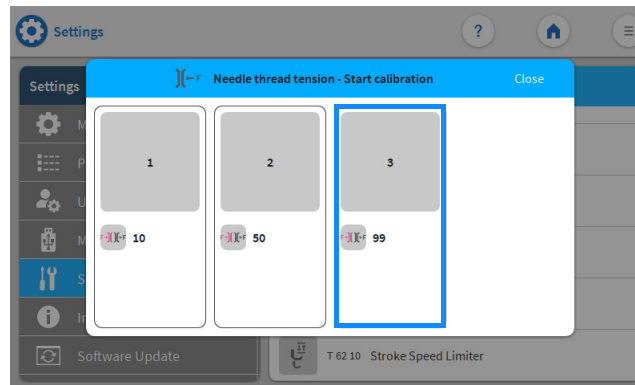 Settings
?
Needle thread tension - Start calibration
Close
Settings
M
P
U
M
S
In
Software Update
1
2
3
10
50
99
T 62 10 Stroke Speed Limiter